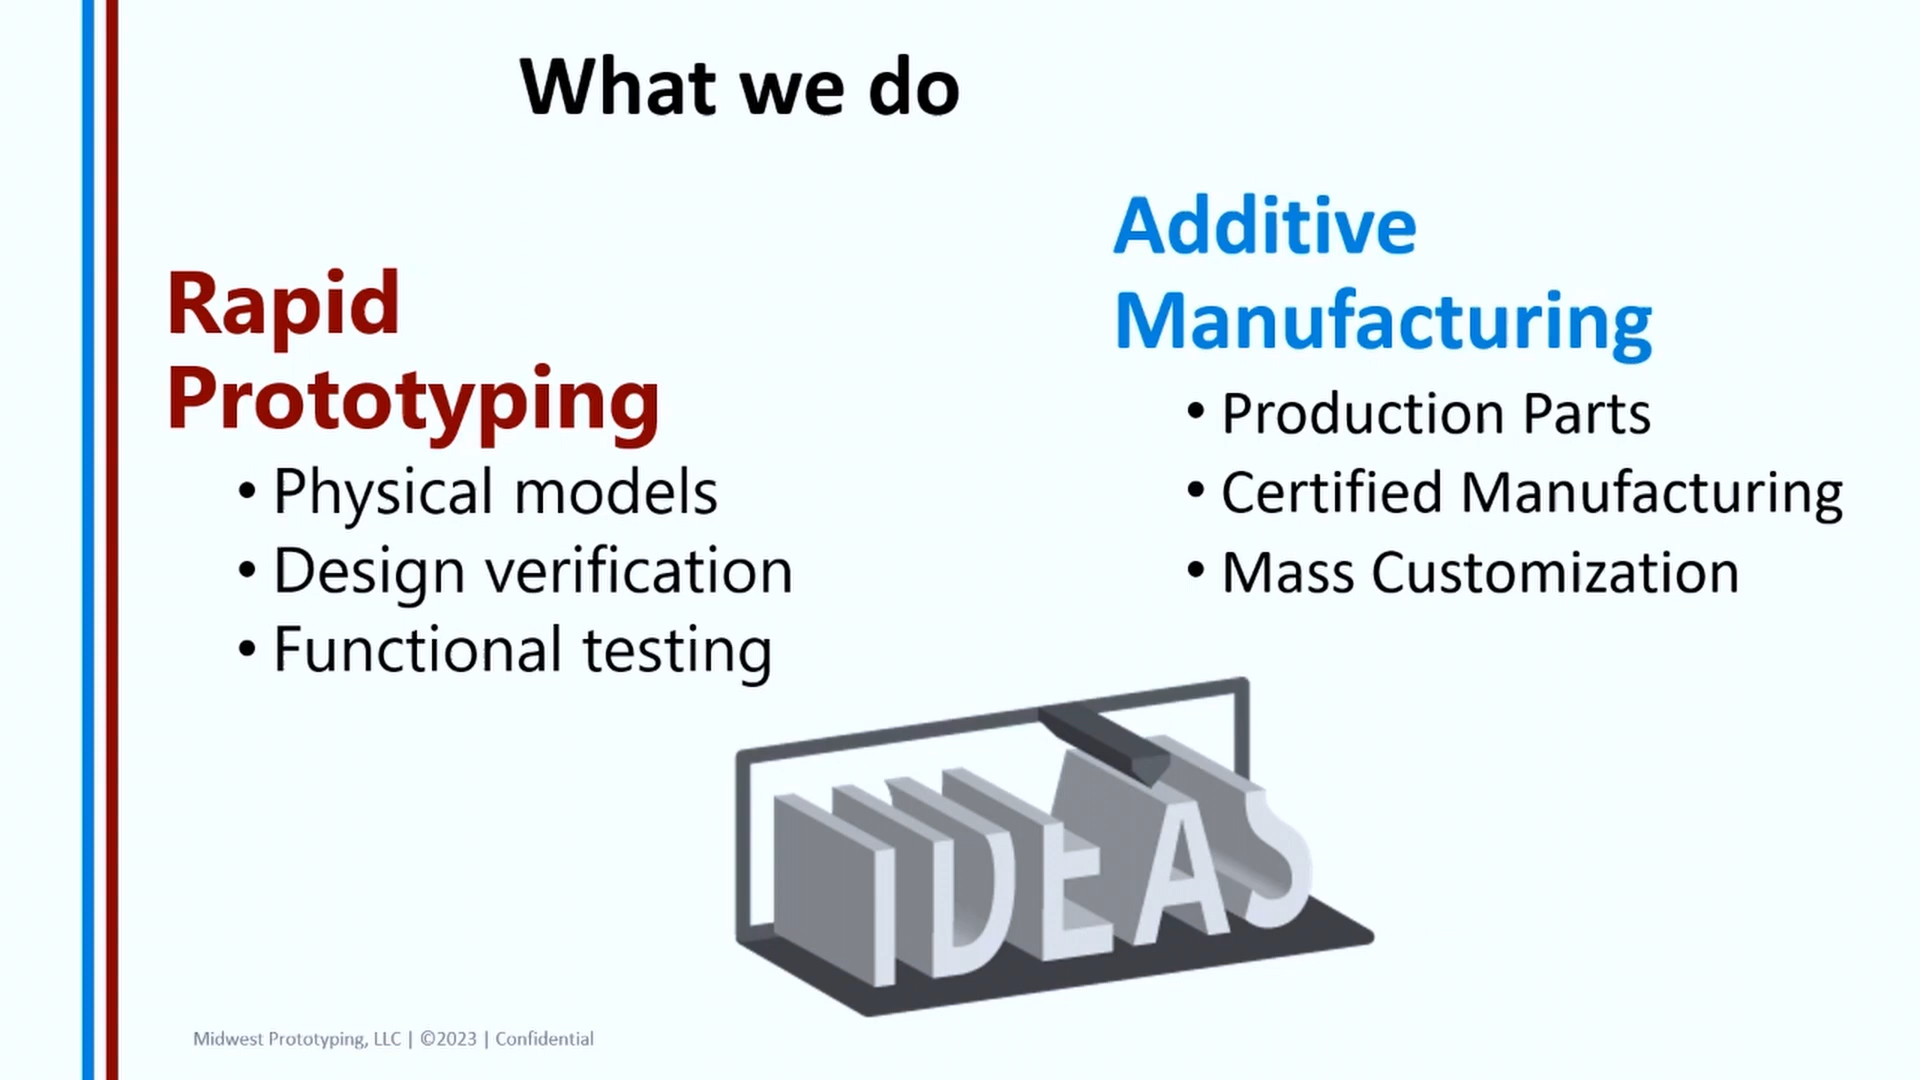 What we do
Rapid
Prototyping
• Physical models
• Design verification
• Functional testing
Additive
Manufacturing
• Production Parts
• Certified Manufacturing
• Mass Customization
IDEAS
Midwest Prototyping, LLC | ©2023 | Confidential